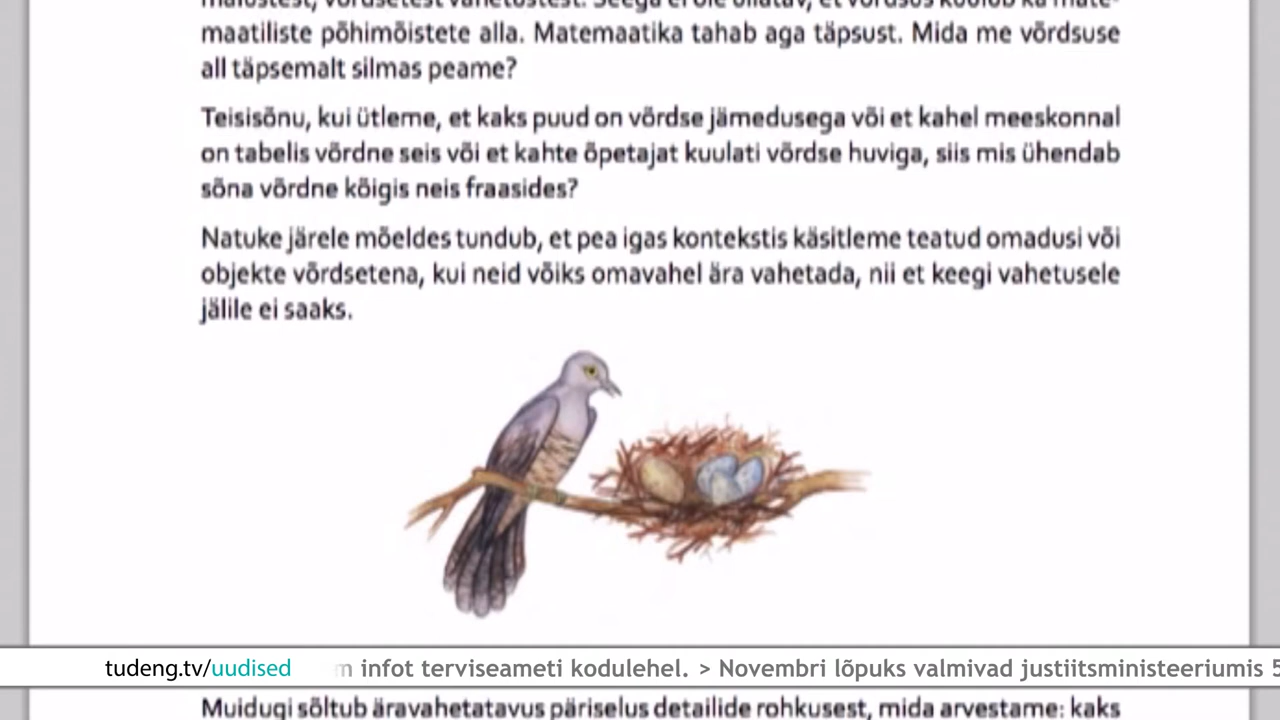 maatiliste põhimõistete alla. Matemaatika tahab aga täpsust. Mida me võrdsuse
all täpsemalt silmas peame?
Teisisõnu, kui ütleme, et kaks puud on võrdse jämedusega või et kahel meeskonnal
on tabelis võrdne seis või et kahte õpetajat kuulati võrdse huviga, siis mis ühendab
sõna võrdne kõigis neis fraasides?
Natuke järele mõeldes tundub, et pea igas kontekstis käsitleme teatud omadusi või
objekte võrdsetena, kui neid võiks omavahel ära vahetada, nii et keegi vahetusele
jälile ei saaks.
tudeng.tv/uudised m infot terviseameti kodulehel. > Novembri lõpuks valmivad justiitsministeeriumis 5
Muidugi sõltub äravahetatavus päriselus detailide rohkusest, mida arvestame: kaks